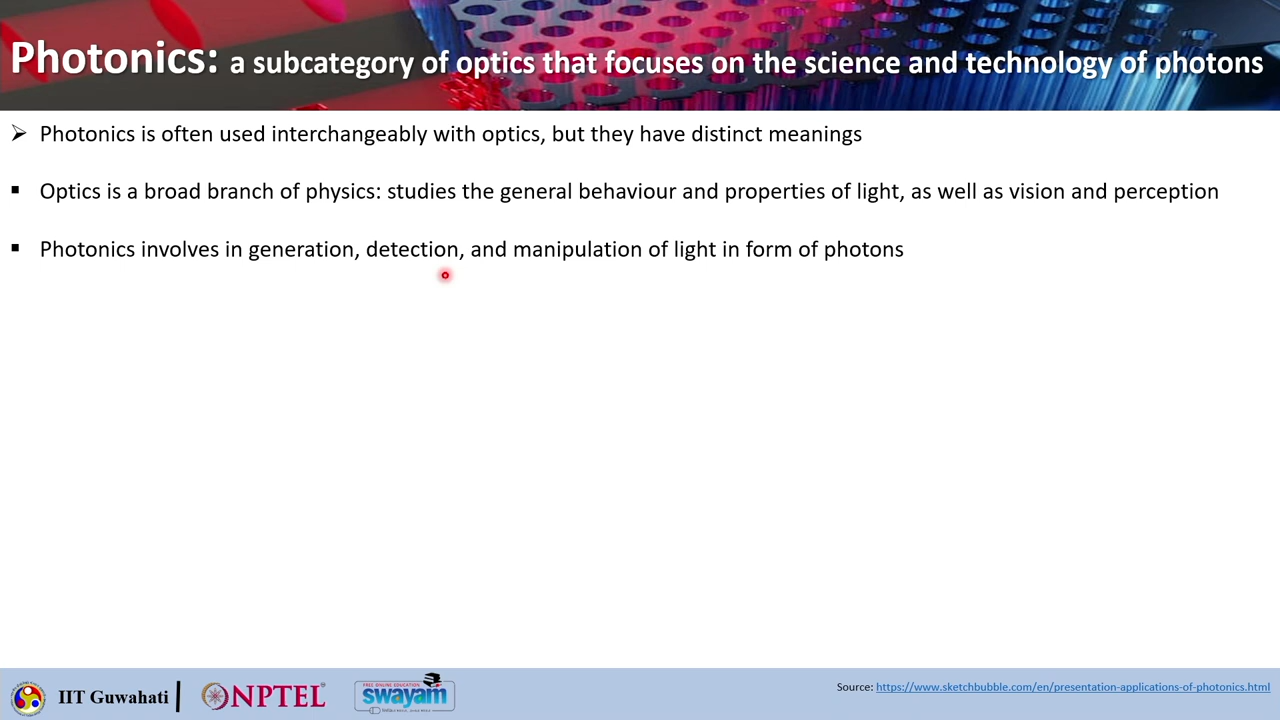 Photonics: a subcategory of optics that focuses on the science and technology of photons
Photonics is often used interchangeably with optics, but they have distinct meanings
Optics is a broad branch of physics: studies the general behaviour and properties of light, as well as vision and perception
Photonics involves in generation, detection, and manipulation of light in form of photons
IIT Guwahati
NPTEL
FREE ONLINE EDUCATION
swayam
Source: https://www.sketchbubble.com/en/presentation-applications-of-photonics.html